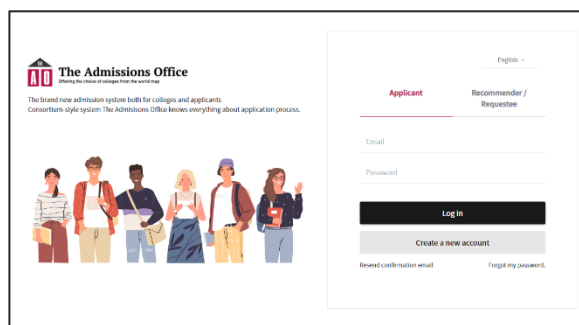 The Admissions Office
Offering the choice of colleges from the world map
The brand new admission system both for colleges and applicants
Consortium-style system The Admissions Office knows everything about application process.
English
Applicant
Recommender /
Requestee
Email
Password
Log in
Create a new account
Resend confirmation email
Forgot my password.